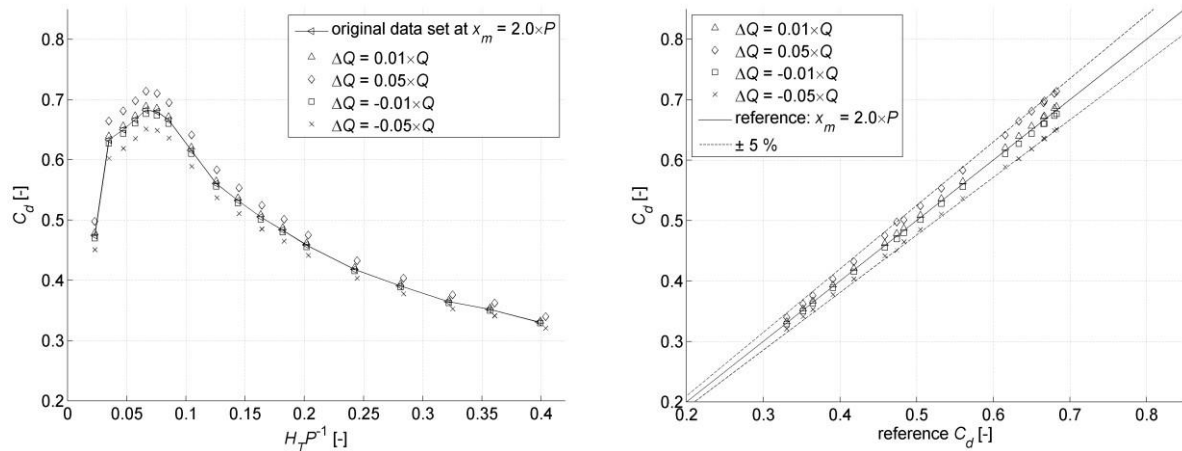 original data set at xₘ = 2.0×P
ΔQ = 0.01×Q
ΔQ = 0.05×Q
ΔQ = -0.01×Q
ΔQ = -0.05×Q
0.8
0.7
0.6
0.5
0.4
0.3
0.2
C_d [-]
0 0.05 0.1 0.15 0.2 0.25 0.3 0.35 0.4
H_T P⁻¹ [-]
ΔQ = 0.01×Q
ΔQ = 0.05×Q
ΔQ = -0.01×Q
ΔQ = -0.05×Q
reference: xₘ = 2.0×P
± 5 %
0.8
0.7
0.6
0.5
0.4
0.3
0.2
C_d [-]
0.2 0.3 0.4 0.5 0.6 0.7 0.8
reference C_d [-]